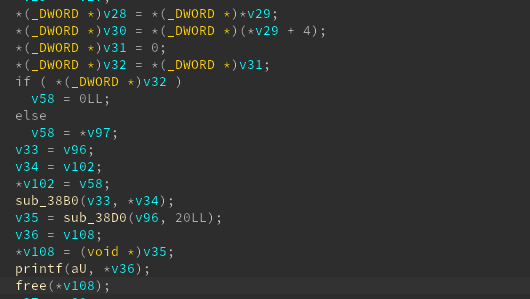 *(_DWORD *)v28 = *(_DWORD *)*v29;
*(_DWORD *)v30 = *(_DWORD *)(*v29 + 4);
*(_DWORD *)v31 = 0;
*(_DWORD *)v32 = *(_DWORD *)v31;
if ( *(_DWORD *)v32 )
v58 = 0LL;
else
v58 = *v97;
v33 = v96;
v34 = v102;
*v102 = v58;
sub_38B0(v33, *v34);
v35 = sub_38D0(v96, 20LL);
v36 = v108;
*v108 = (void *)v35;
printf(aU, *v36);
free(*v108);